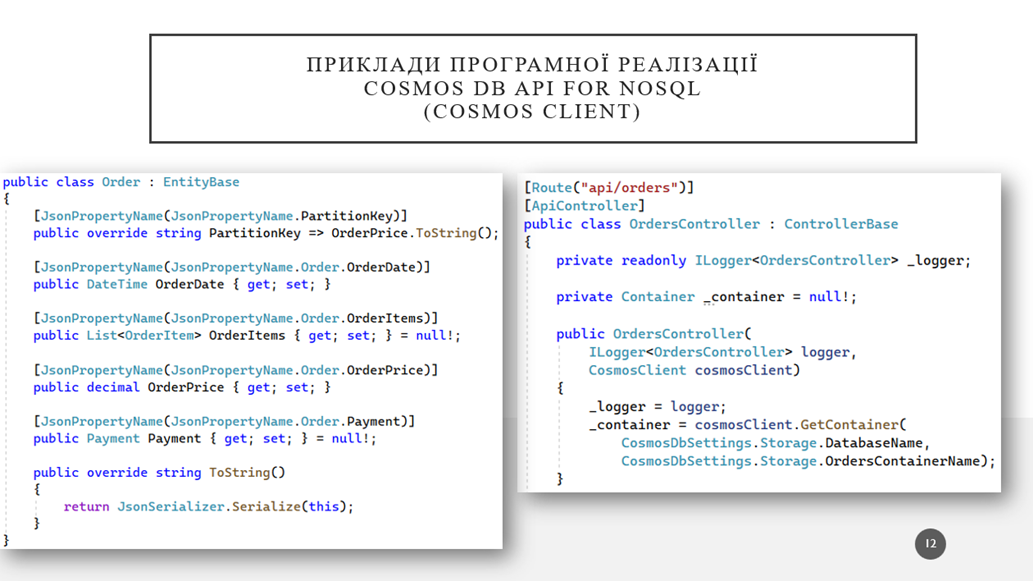 ПРИКЛАДИ ПРОГРАМНОЇ РЕАЛІЗАЦІЇ
COSMOS DB API FOR NOSQL
(COSMOS CLIENT)
public class Order : EntityBase
{
[JsonPropertyName(JsonPropertyName.PartitionKey)]
public override string PartitionKey => OrderPrice.ToString();
[JsonPropertyName(JsonPropertyName.Order.OrderDate)]
public DateTime OrderDate { get; set; }
[JsonPropertyName(JsonPropertyName.Order.OrderItems)]
public List<OrderItem> OrderItems { get; set; } = null!;
[JsonPropertyName(JsonPropertyName.Order.OrderPrice)]
public decimal OrderPrice { get; set; }
[JsonPropertyName(JsonPropertyName.Order.Payment)]
public Payment Payment { get; set; } = null!;
public override string ToString()
{
return JsonSerializer.Serialize(this);
}
}
[Route("api/orders")]
[ApiController]
public class OrdersController : ControllerBase
{
private readonly ILogger<OrdersController> _logger;
private Container _container = null!;
public OrdersController(
ILogger<OrdersController> logger,
CosmosClient cosmosClient)
{
_logger = logger;
_container = cosmosClient.GetContainer(
CosmosDbSettings.Storage.DatabaseName,
CosmosDbSettings.Storage.OrdersContainerName);
}
12